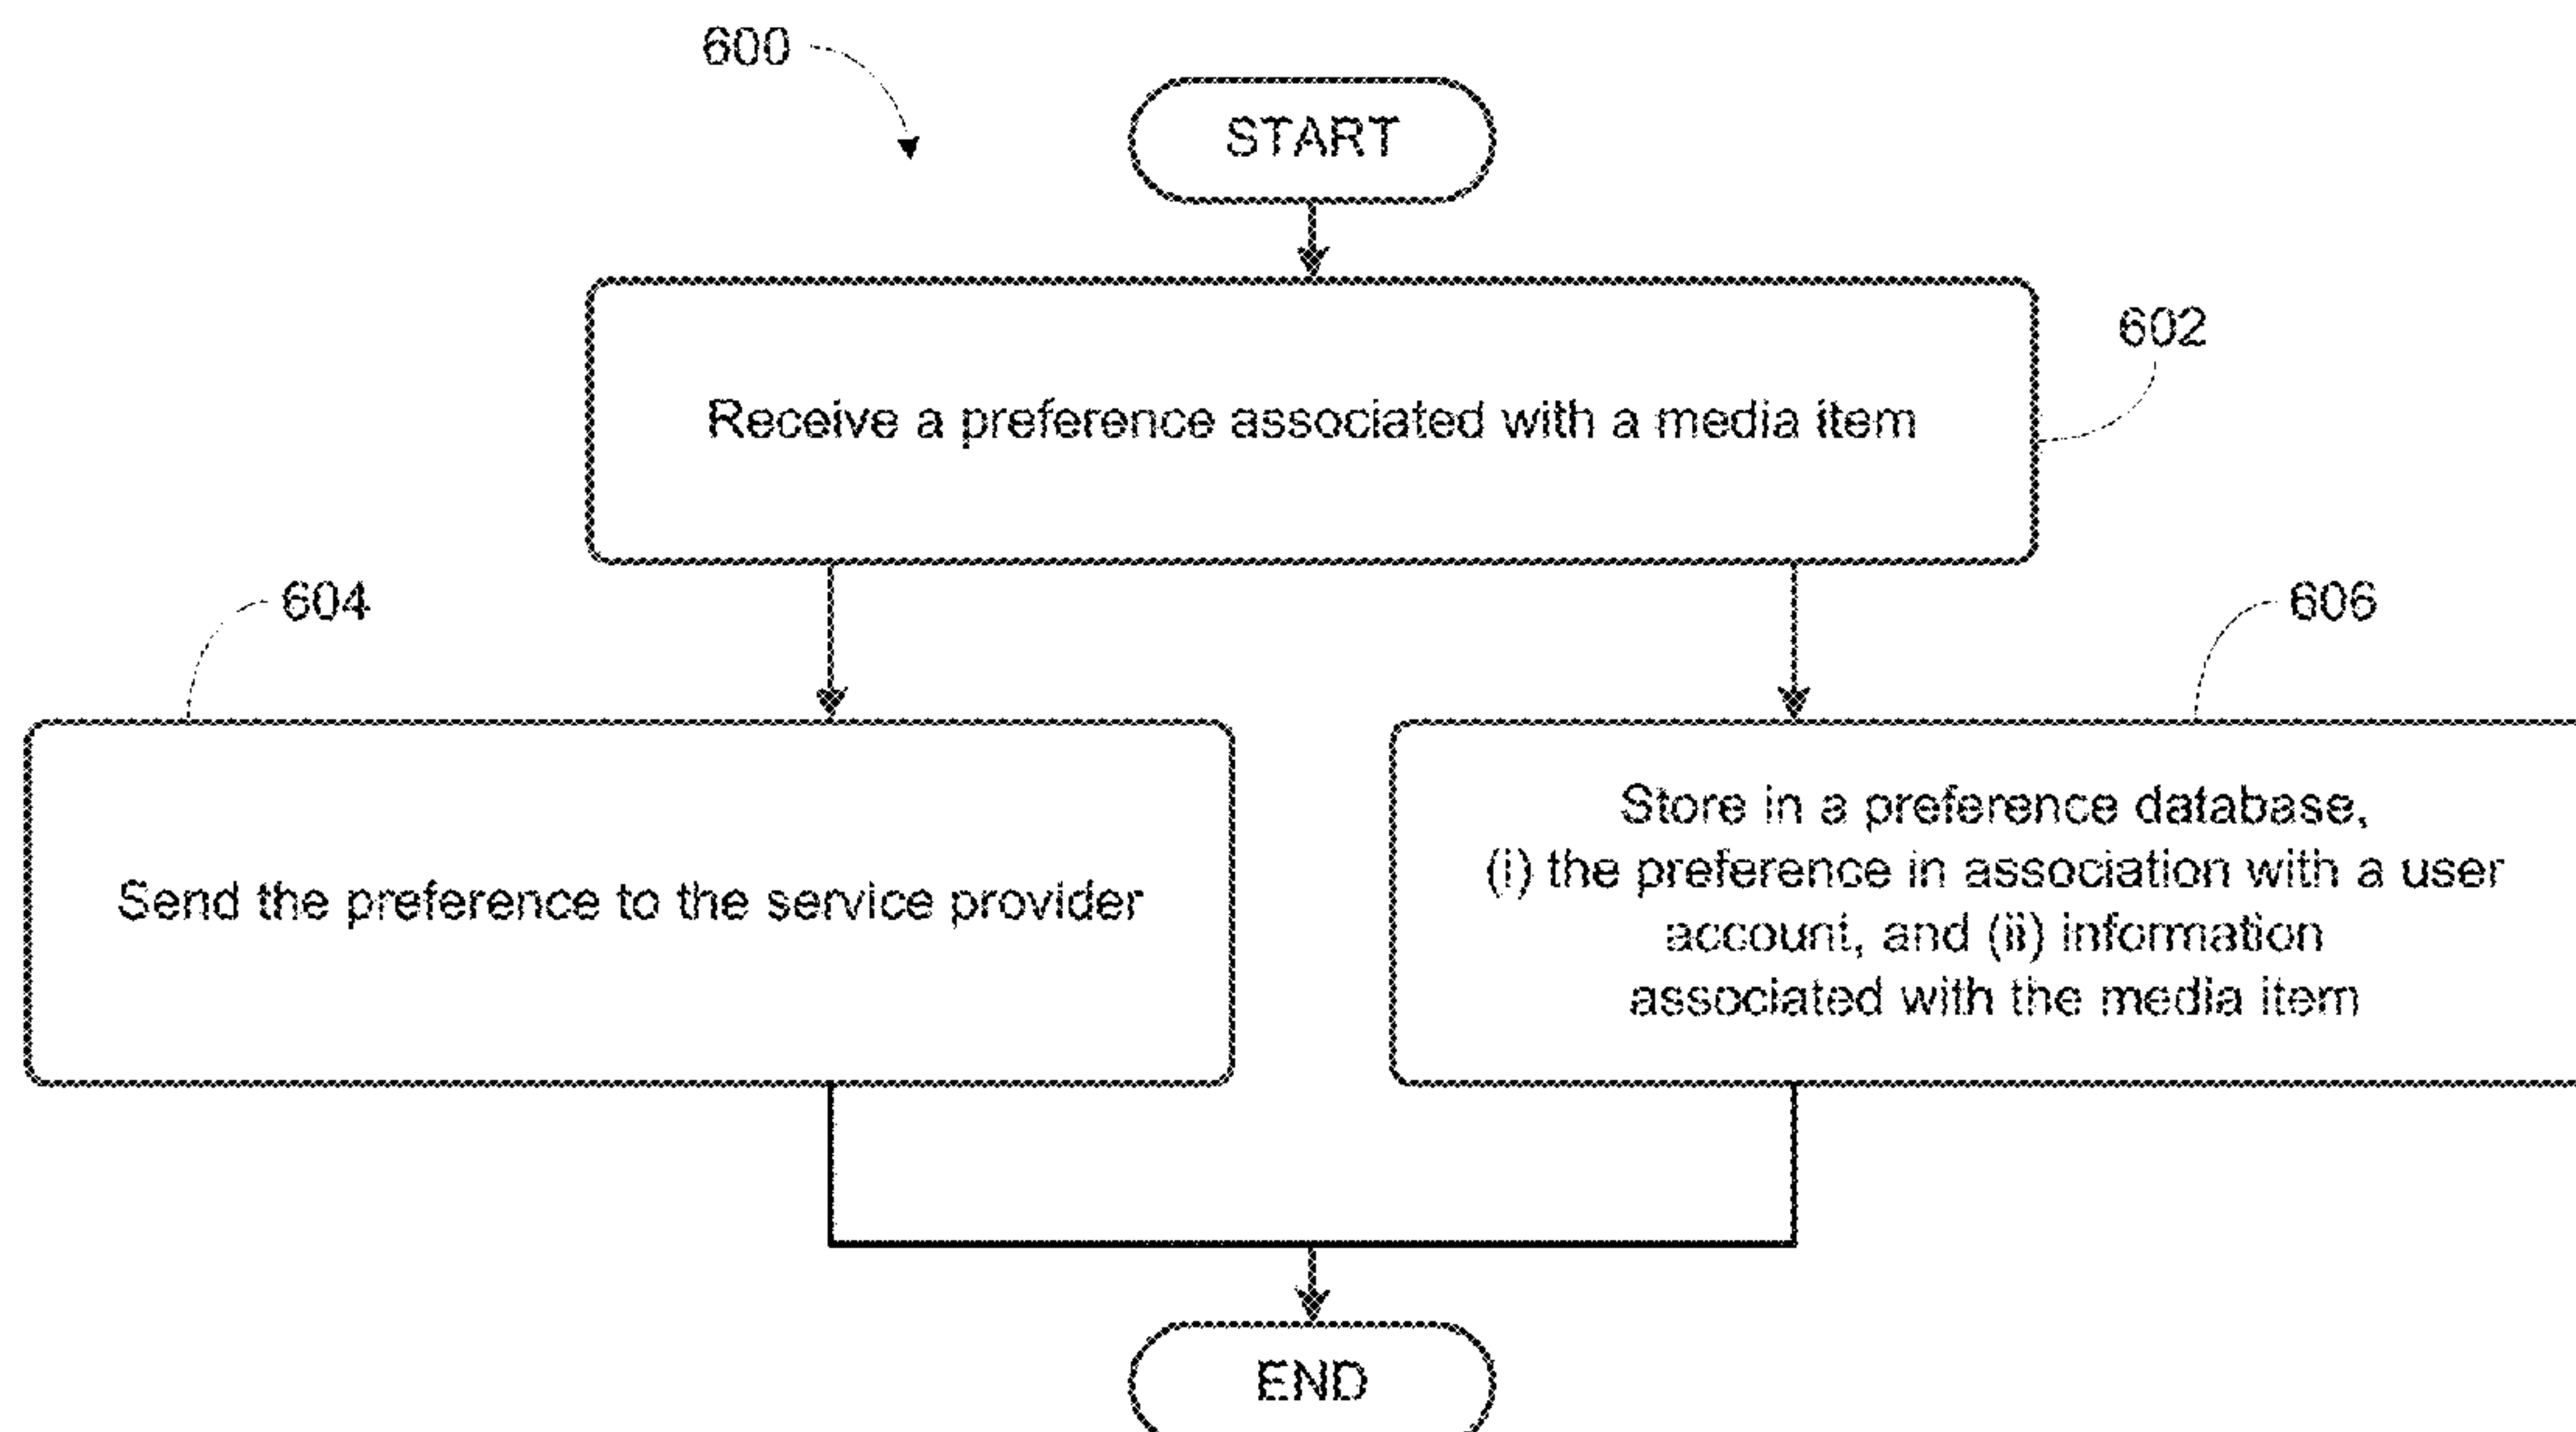 600
START
602
Receive a preference associated with a media item
604
606
Send the preference to the service provider
Store in a preference database,
(i) the preference in association with a user
account, and (ii) information
associated with the media item
END